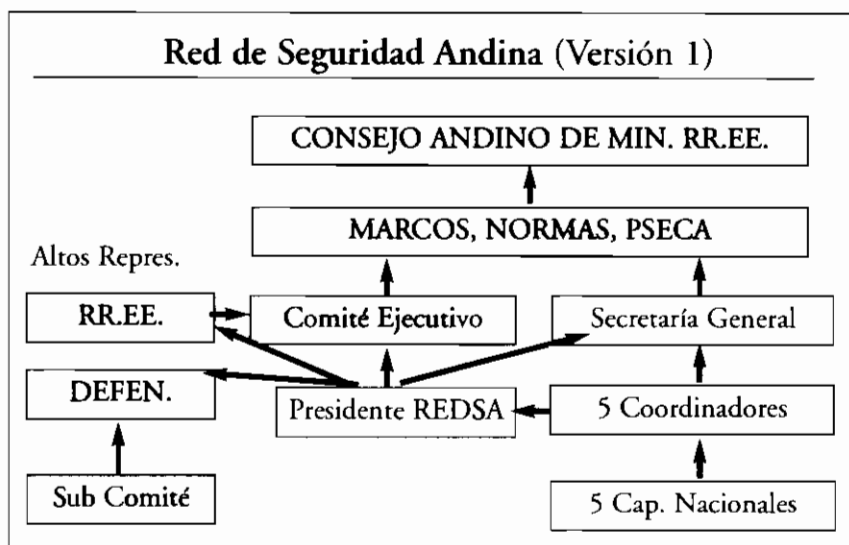 Red de Seguridad Andina (Versión 1)
CONSEJO ANDINO DE MIN. RR.EE.
MARCOS, NORMAS, PSECA
Altos Repres.
RR.EE.
Comité Ejecutivo
Secretaría General
DEFEN.
Presidente REDSA
5 Coordinadores
Sub Comité
5 Cap. Nacionales